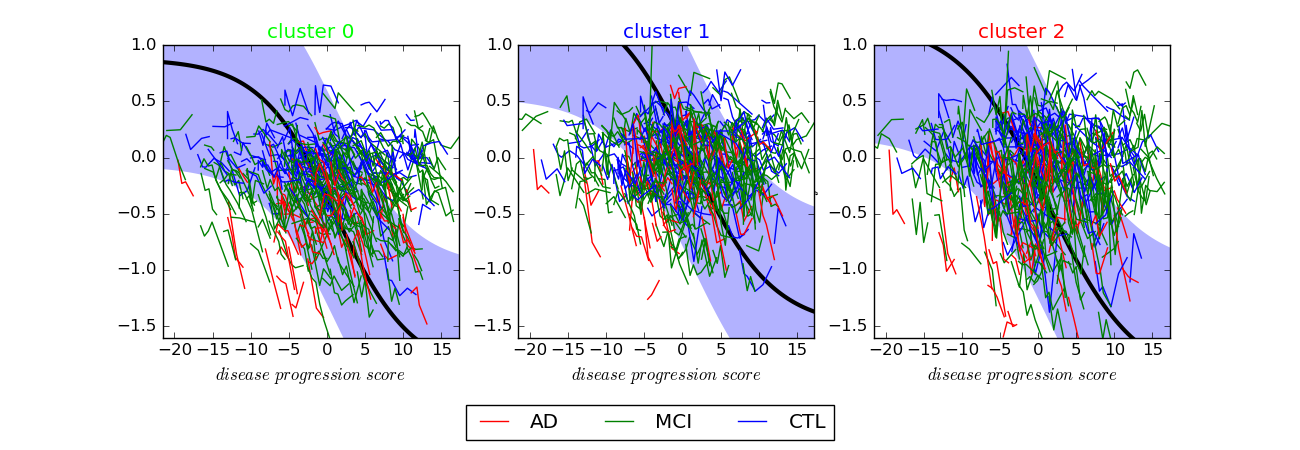 cluster 0 cluster 1 cluster 2
1.0 1.0 1.0
0.5 0.5 0.5
0.0 0.0 0.0
−0.5 −0.5 −0.5
−1.0 −1.0 −1.0
−1.5 −1.5 −1.5
−20 −15 −10 −5 0 5 10 15 −20 −15 −10 −5 0 5 10 15 −20 −15 −10 −5 0 5 10 15
disease progression score disease progression score disease progression score
AD MCI CTL